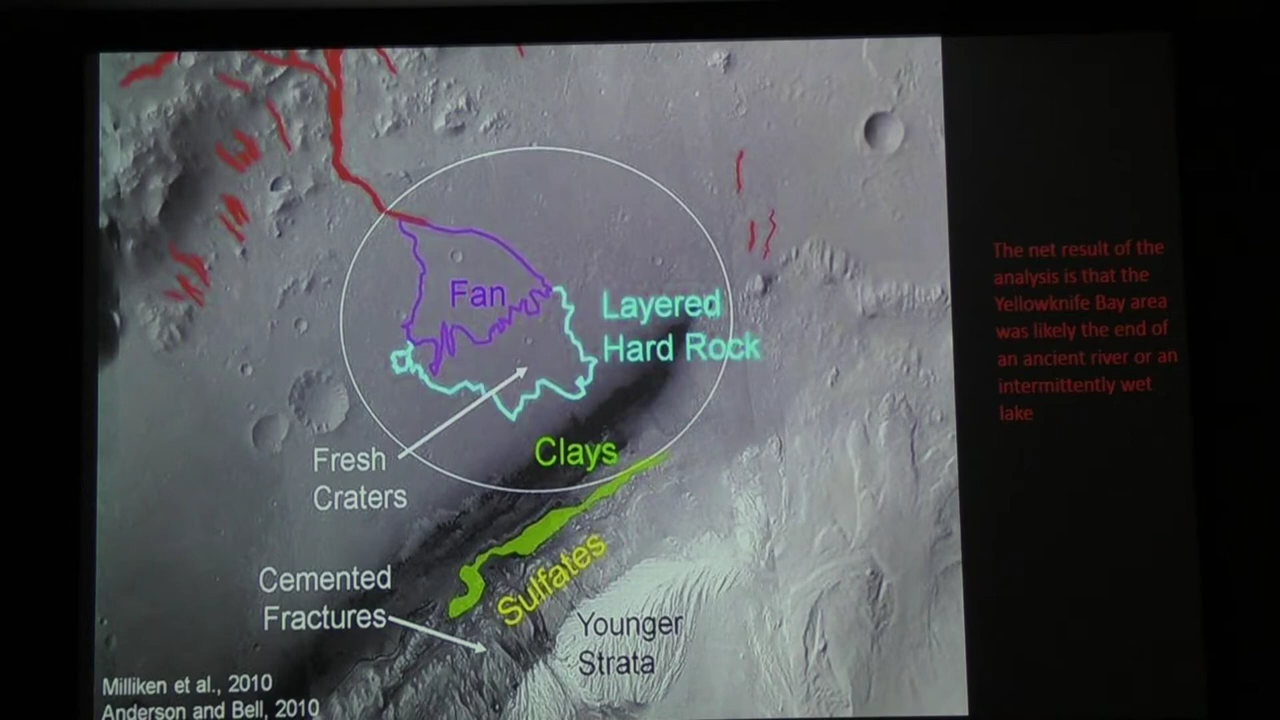 Fan
Layered
Hard Rock
Clays
Fresh
Craters
Sulfates
Cemented
Fractures
Younger
Strata
Milliken et al., 2010
Anderson and Bell, 2010
The net result of the
analysis is that the
Yellowknife Bay area
was likely the end of
an ancient river or an
intermittently wet
lake